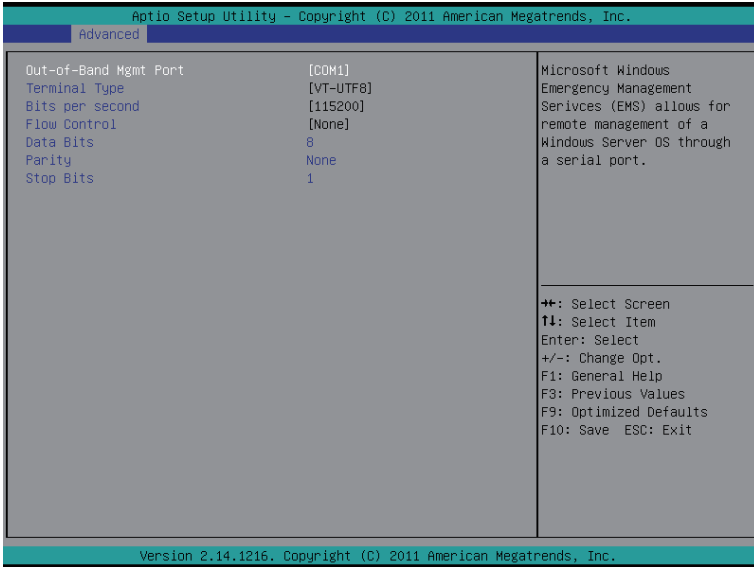 Aptio Setup Utility – Copyright (C) 2011 American Megatrends, Inc.
Advanced
Out-of-Band Mgmt Port [COM1]
Terminal Type [VT-UTF8]
Bits per second [115200]
Flow Control [None]
Data Bits 8
Parity None
Stop Bits 1
Microsoft Windows
Emergency Management
Serivces (EMS) allows for
remote management of a
Windows Server OS through
a serial port.
→←: Select Screen
↑↓: Select Item
Enter: Select
+/-: Change Opt.
F1: General Help
F3: Previous Values
F9: Optimized Defaults
F10: Save ESC: Exit
Version 2.14.1216. Copyright (C) 2011 American Megatrends, Inc.